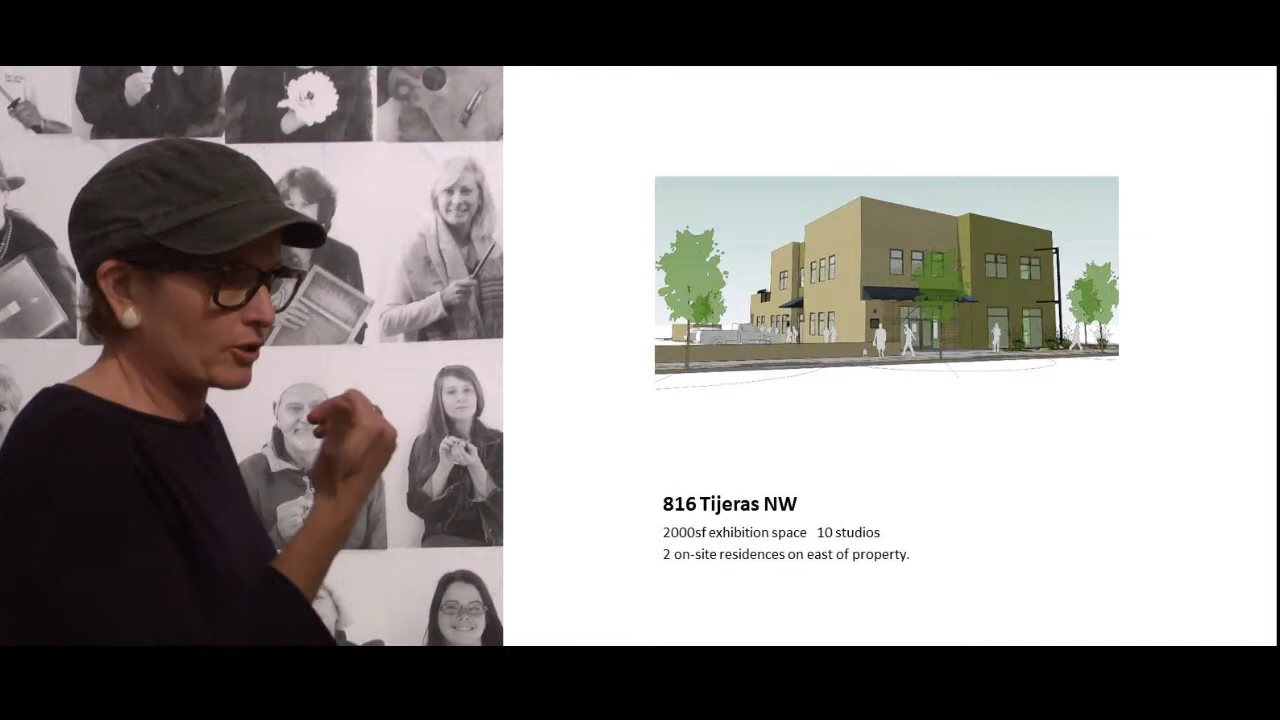 816 Tijeras NW
2000sf exhibition space 10 studios
2 on-site residences on east of property.